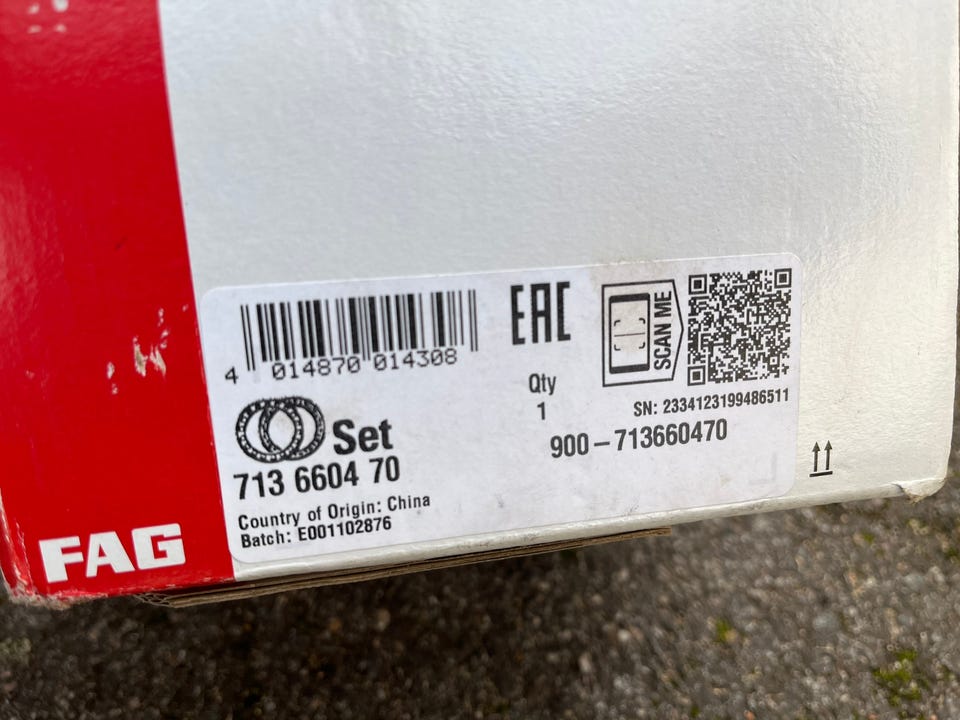 EAC
SCAN ME
4 014870 014308
Qty
1
SN: 2334123199486511
Set
900-713660470
713 6604 70
Country of Origin: China
Batch: E001102876
FAG